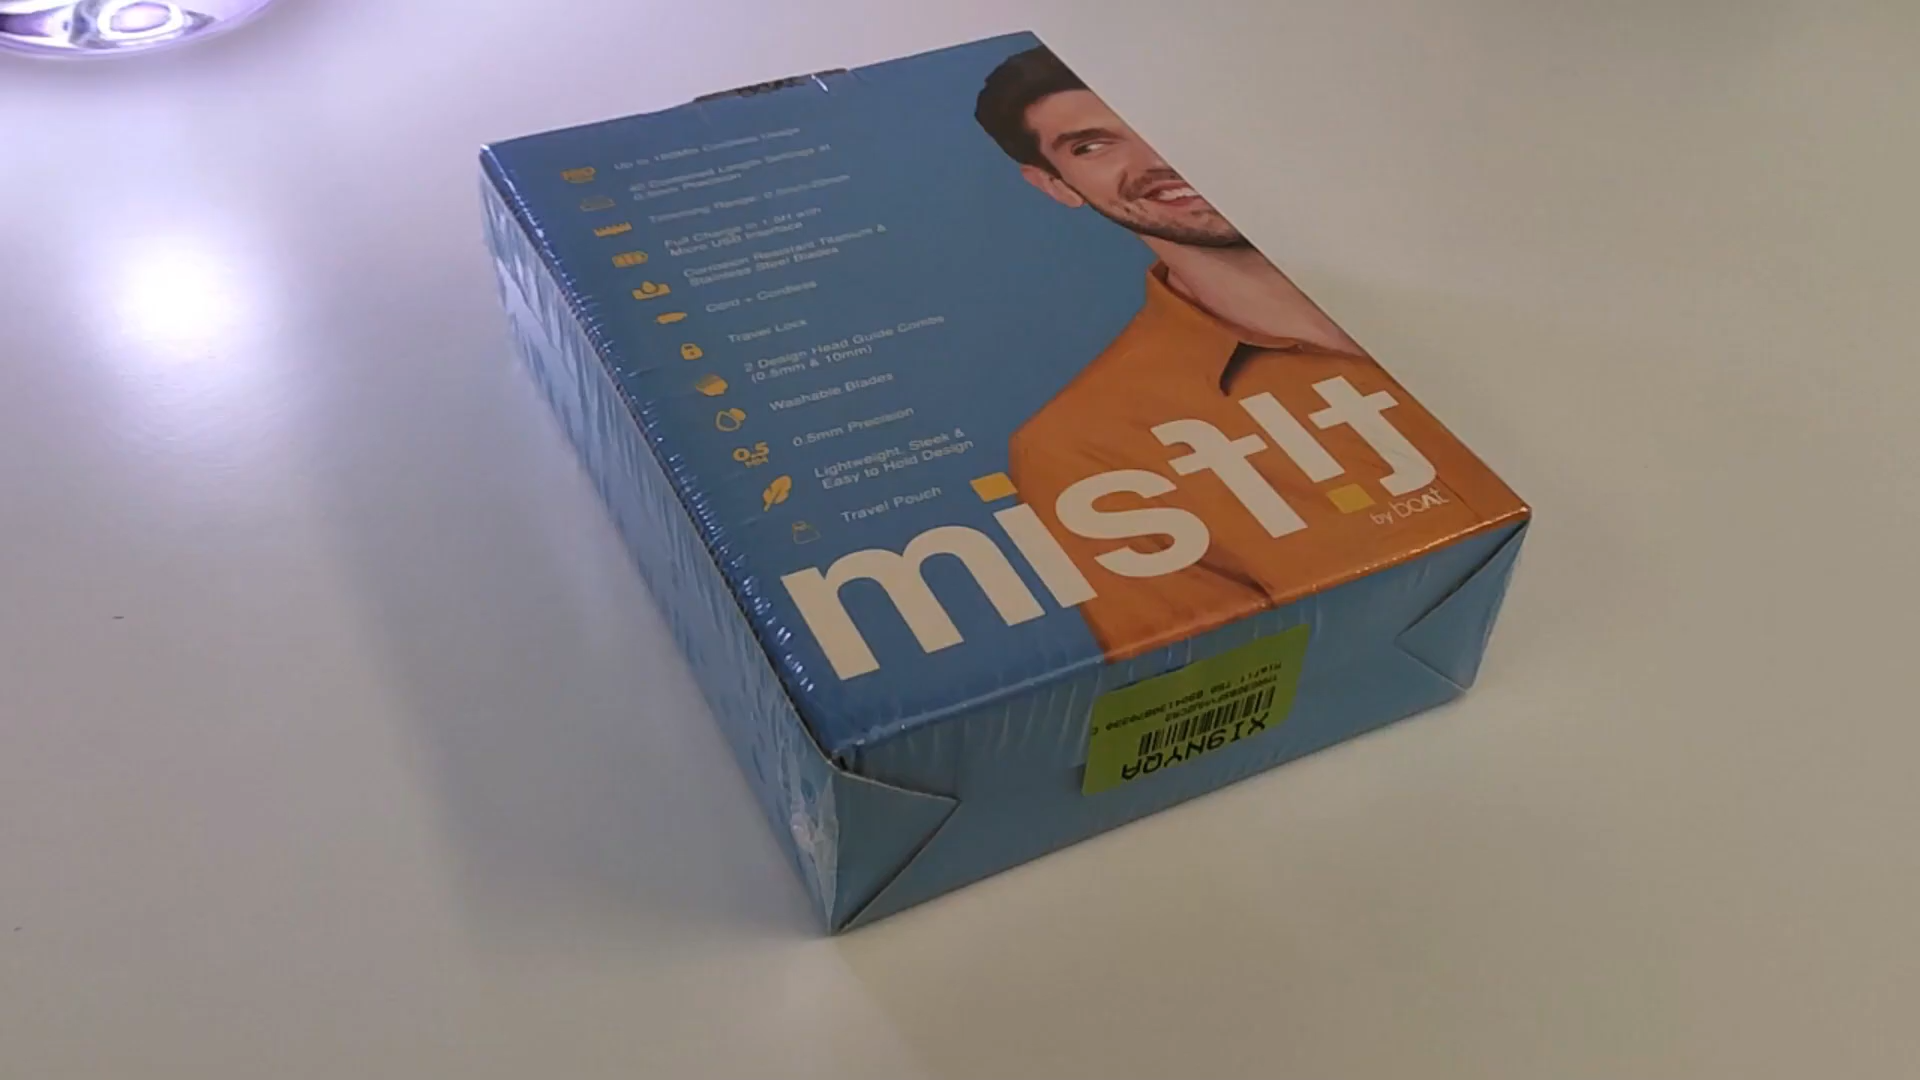 Up to 180Min Cordless Usage
40 Combined Length Settings at
0.5mm Precision
Trimming Range: 0.5mm-20mm
Full Charge in 1.5H with
Micro USB Interface
Corrosion Resistant Titanium &
Stainless Steel Blades
Cord + Cordless
Travel Lock
2 Design Head Guide Combs
(0.5mm & 10mm)
Washable Blades
0.5
MM
0.5mm Precision
Lightweight, Sleek &
Easy to Hold Design
Travel Pouch
misfit
by boAt
XI9NYQA